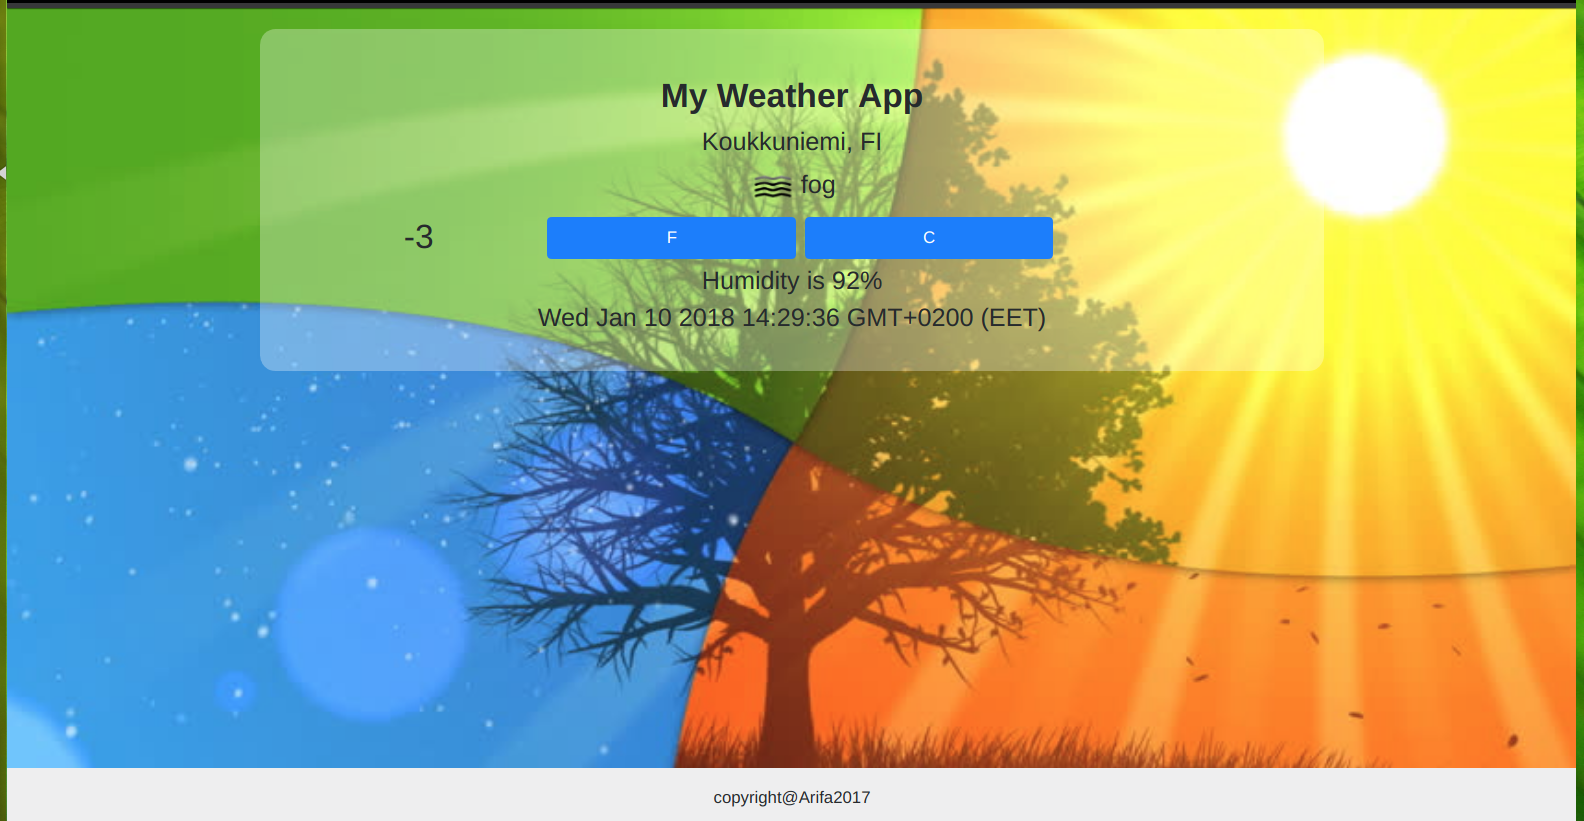 My Weather App
Koukkuniemi, FI
fog
-3 F C
Humidity is 92%
Wed Jan 10 2018 14:29:36 GMT+0200 (EET)
copyright@Arifa2017